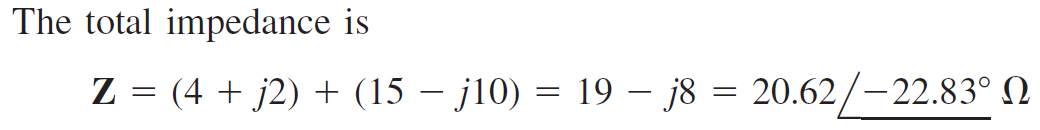 The total impedance is
Z = (4 + j2) + (15 − j10) = 19 − j8 = 20.62∠−22.83° Ω